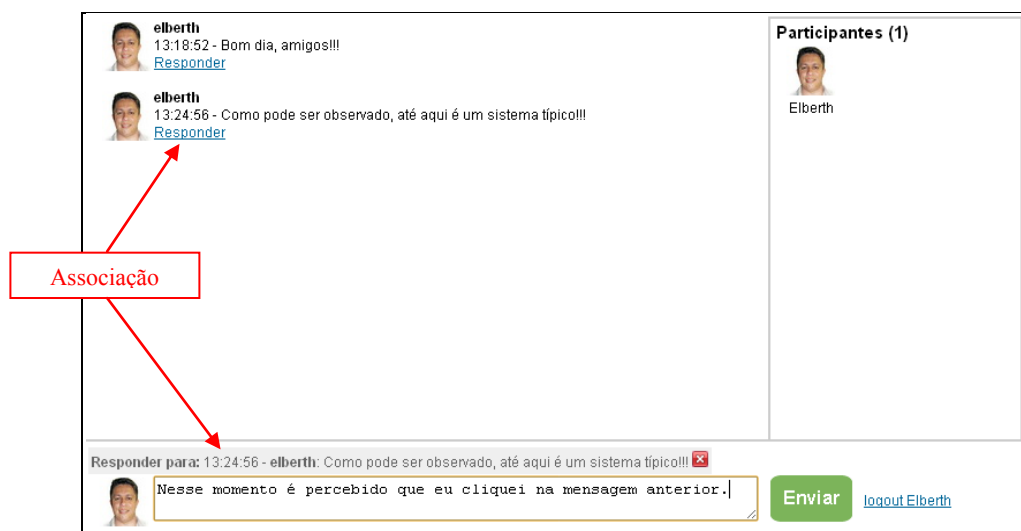 elberth
13:18:52 - Bom dia, amigos!!!
Responder
elberth
13:24:56 - Como pode ser observado, até aqui é um sistema típico!!!
Responder
Participantes (1)
Elberth
Associação
Responder para: 13:24:56 - elberth: Como pode ser observado, até aqui é um sistema típico!!!
Nesse momento é percebido que eu cliquei na mensagem anterior.
Enviar
logout Elberth